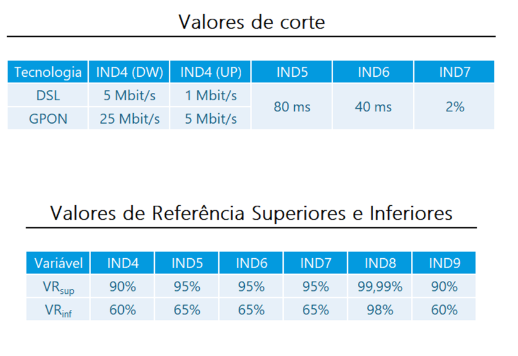 Valores de corte
Tecnologia IND4 (DW) IND4 (UP) IND5 IND6 IND7
DSL 5 Mbit/s 1 Mbit/s 80 ms 40 ms 2%
GPON 25 Mbit/s 5 Mbit/s
Valores de Referência Superiores e Inferiores
Variável IND4 IND5 IND6 IND7 IND8 IND9
VRsup 90% 95% 95% 95% 99,99% 90%
VRinf 60% 65% 65% 65% 98% 60%